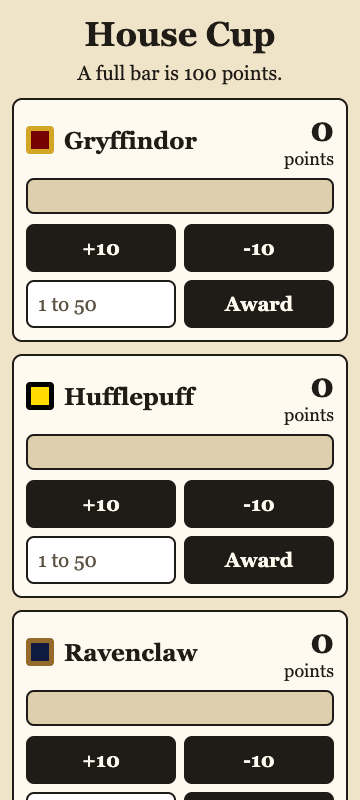 House Cup
A full bar is 100 points.
Gryffindor
0
points
+10
-10
1 to 50
Award
Hufflepuff
0
points
+10
-10
1 to 50
Award
Ravenclaw
0
points
+10
-10